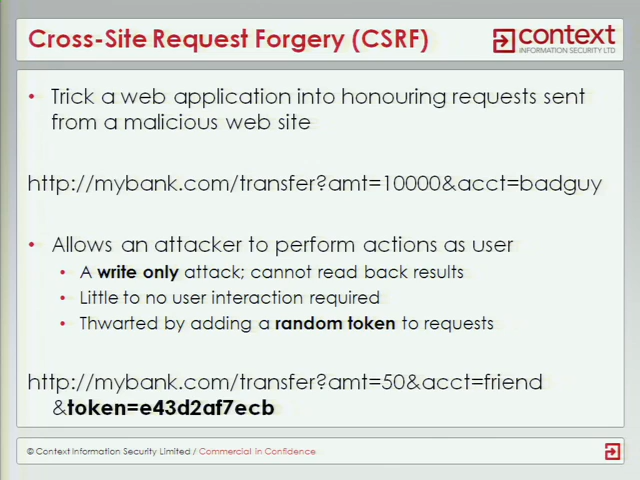 Cross-Site Request Forgery (CSRF)
context
INFORMATION SECURITY LTD
• Trick a web application into honouring requests sent
from a malicious web site
http://mybank.com/transfer?amt=10000&acct=badguy
• Allows an attacker to perform actions as user
• A write only attack; cannot read back results
• Little to no user interaction required
• Thwarted by adding a random token to requests
http://mybank.com/transfer?amt=50&acct=friend
&token=e43d2af7ecb
© Context Information Security Limited / Commercial in Confidence